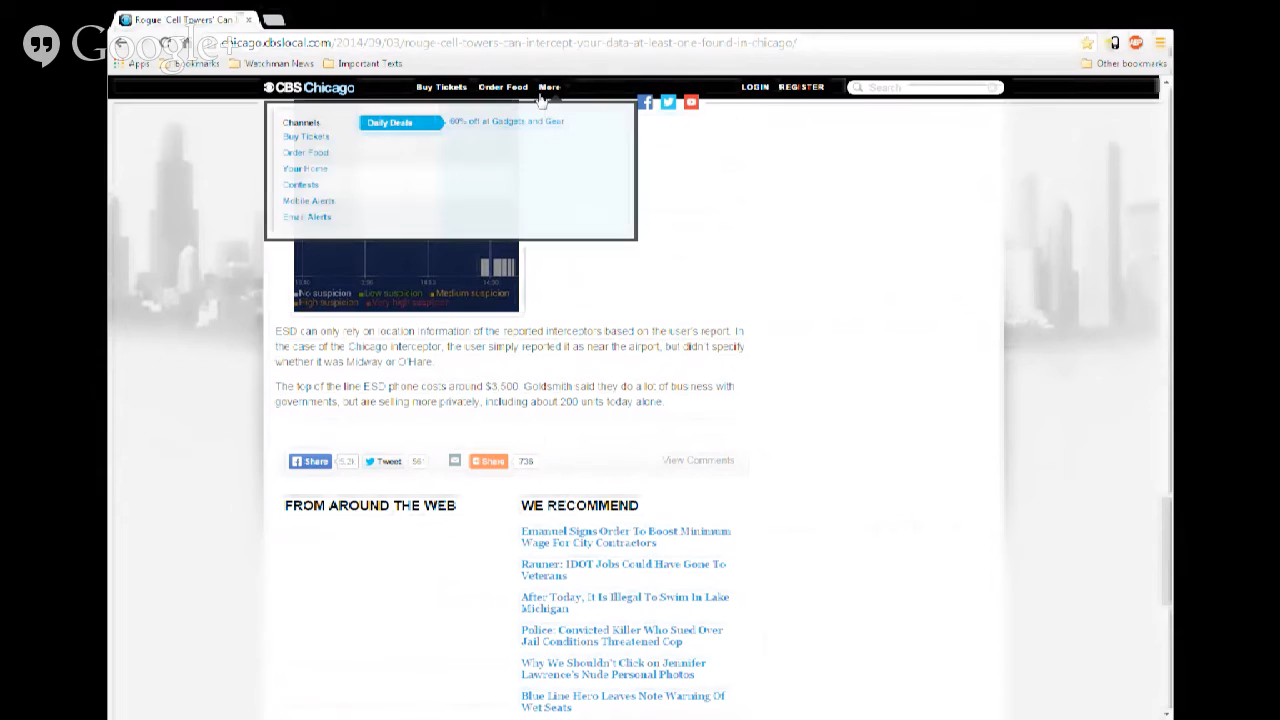 Rogue 'Cell Towers' Can I
Google+
chicago.cbslocal.com/2014/09/03/rouge-cell-towers-can-intercept-your-data-at-least-one-found-in-chicago/
Apps Bookmarks Watchman News Important Texts Other bookmarks
CBS Chicago Buy Tickets Order Food More LOGIN REGISTER Search
Channels
Buy Tickets
Order Food
Your Home
Contests
Mobile Alerts
Email Alerts
Daily Deals
60% off at Gadgets and Gear
No suspicion Low suspicion Medium suspicion
High suspicion Very high suspicion
ESD can only rely on location information of the reported interceptors based on the user's report. In
the case of the Chicago interceptor, the user simply reported it as near the airport, but didn't specify
whether it was Midway or O'Hare.
The top of the line ESD phone costs around $3,500. Goldsmith said they do a lot of business with
governments, but are selling more privately, including about 200 units today alone.
Share 5.2k Tweet 561 Share 736 View Comments
FROM AROUND THE WEB
WE RECOMMEND
Emanuel Signs Order To Boost Minimum
Wage For City Contractors
Rauner: IDOT Jobs Could Have Gone To
Veterans
After Today, It Is Illegal To Swim In Lake
Michigan
Police: Convicted Killer Who Sued Over
Jail Conditions Threatened Cop
Why We Shouldn't Click on Jennifer
Lawrence's Nude Personal Photos
Blue Line Hero Leaves Note Warning Of
Wet Seats